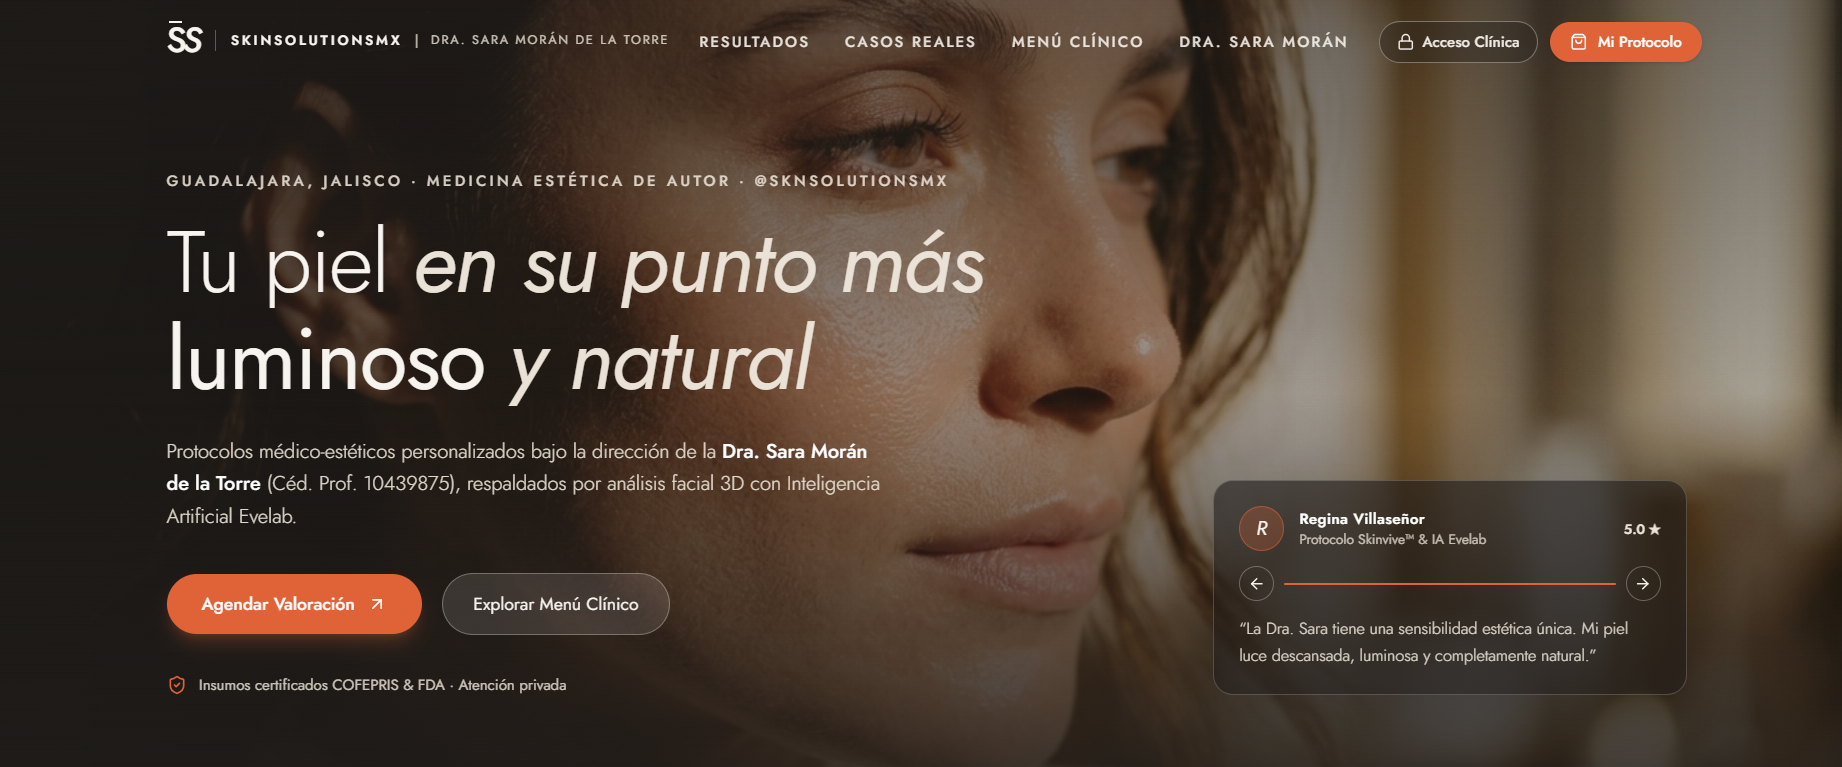 SS
SKINSOLUTIONSMX | DRA. SARA MORÁN DE LA TORRE
RESULTADOS
CASOS REALES
MENÚ CLÍNICO
DRA. SARA MORÁN
Acceso Clínica
Mi Protocolo
GUADALAJARA, JALISCO · MEDICINA ESTÉTICA DE AUTOR · @SKNSOLUTIONSMX
Tu piel en su punto más
luminoso y natural
Protocolos médico-estéticos personalizados bajo la dirección de la Dra. Sara Morán
de la Torre (Céd. Prof. 10439875), respaldados por análisis facial 3D con Inteligencia
Artificial Evelab.
Agendar Valoración
Explorar Menú Clínico
Insumos certificados COFEPRIS & FDA · Atención privada
R
Regina Villaseñor
Protocolo Skinvive™ & IA Evelab
5.0 ★
“La Dra. Sara tiene una sensibilidad estética única. Mi piel
luce descansada, luminosa y completamente natural.”